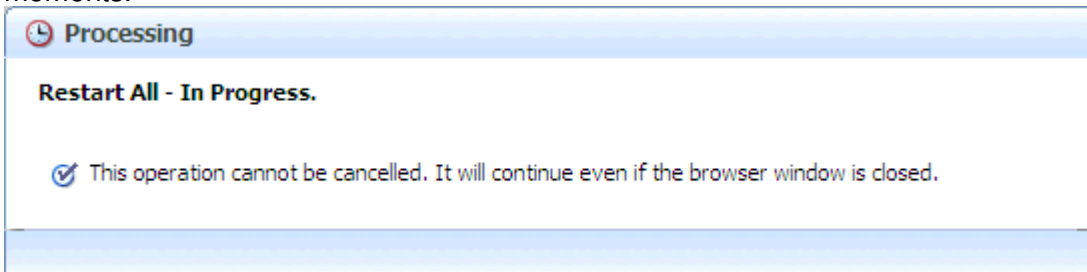 moments.
Processing
Restart All - In Progress.
This operation cannot be cancelled. It will continue even if the browser window is closed.